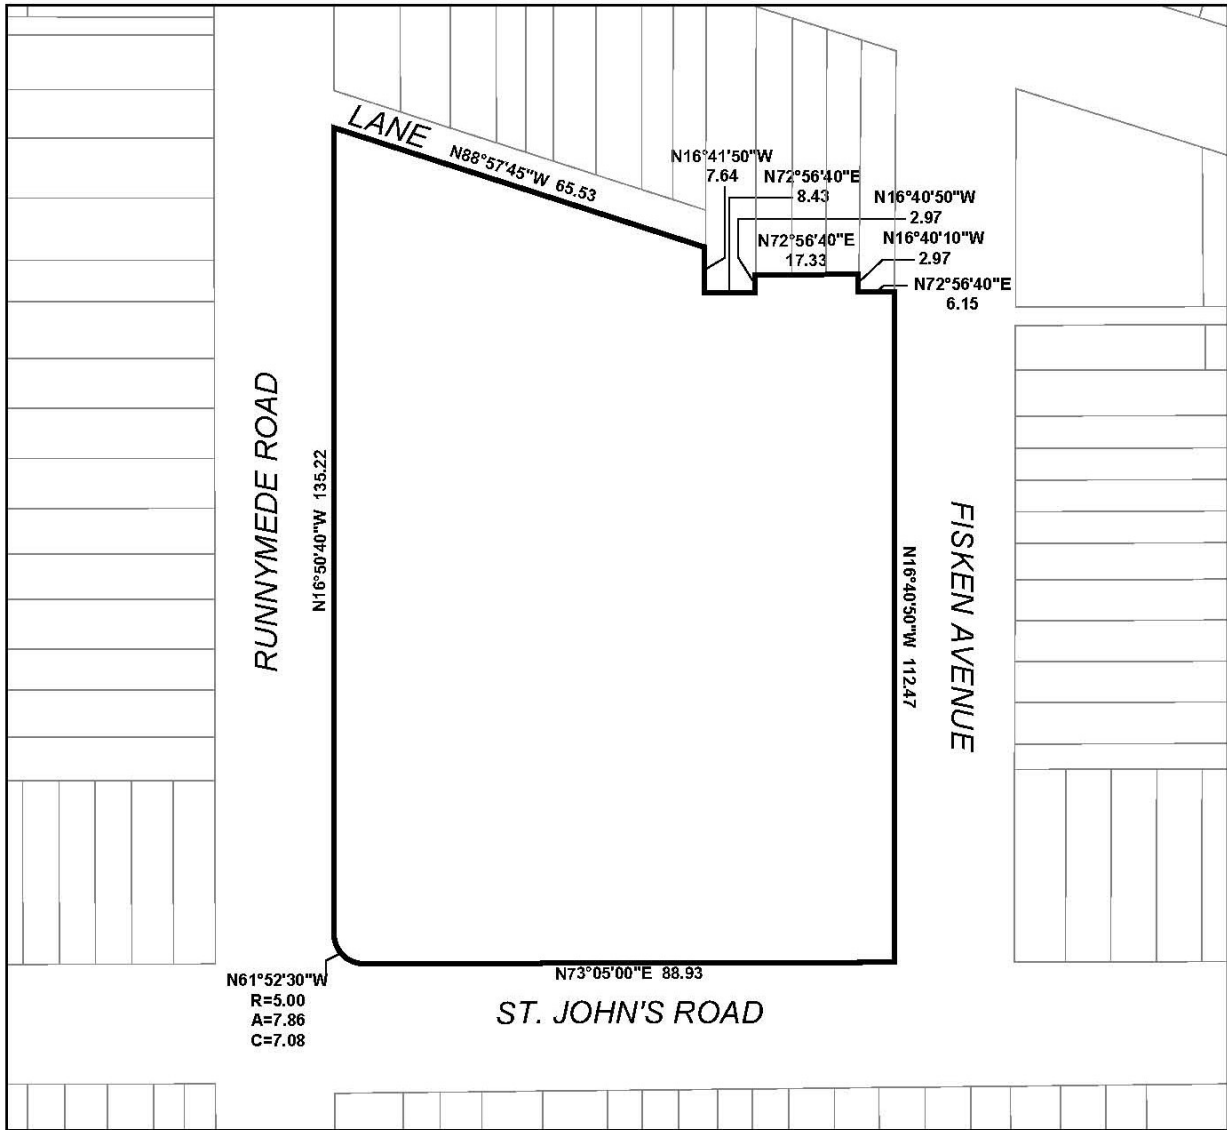 LANE
N88°57'45"W 65.53
N16°41'50"W
7.64
N72°56'40"E
8.43
N16°40'50"W
2.97
N72°56'40"E
17.33
N16°40'10"W
2.97
N72°56'40"E
6.15
RUNNYMEDE ROAD
N16°50'40"W 135.22
N16°40'50"W 112.47
FISKEN AVENUE
N61°52'30"W
R=5.00
A=7.86
C=7.08
N73°05'00"E 88.93
ST. JOHN'S ROAD